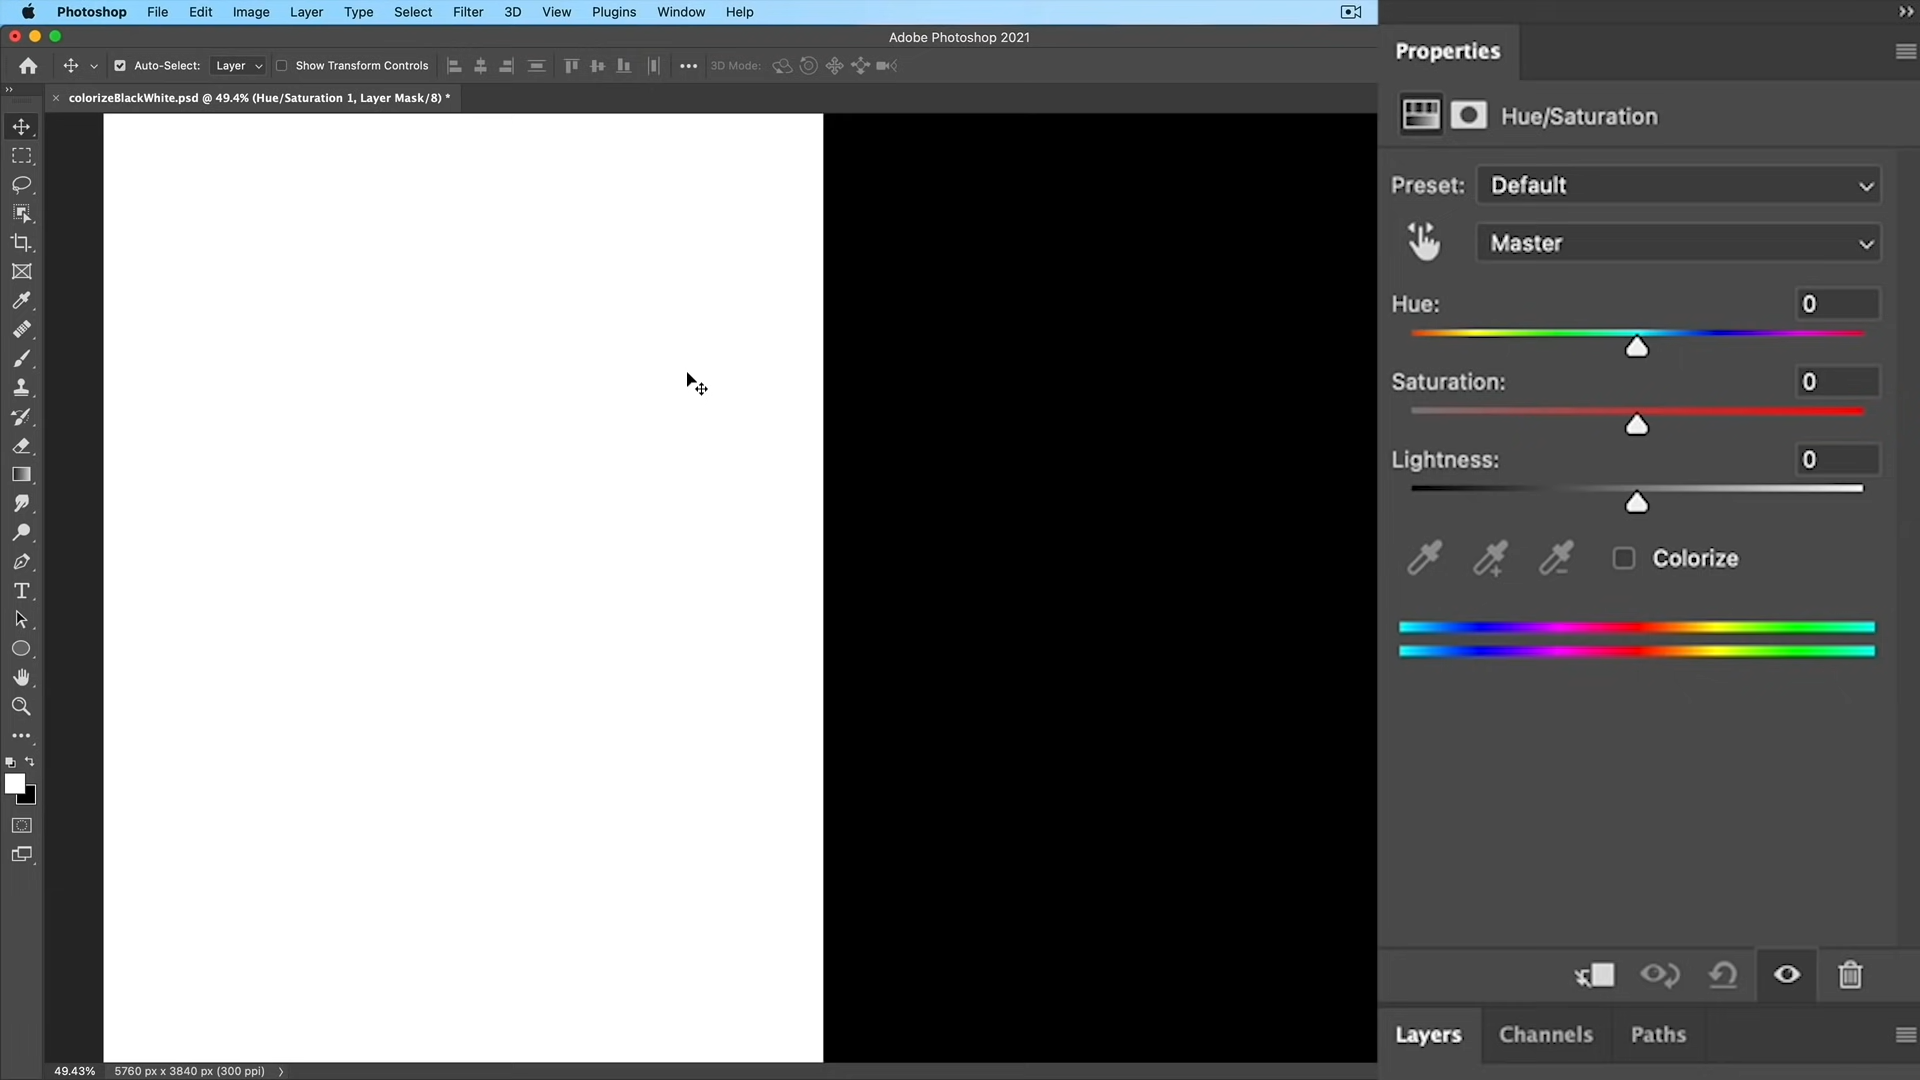 Photoshop File Edit Image Layer Type Select Filter 3D View Plugins Window Help
Adobe Photoshop 2021
Auto-Select: Layer Show Transform Controls 3D Mode:
colorizeBlackWhite.psd @ 49.4% (Hue/Saturation 1, Layer Mask/8) *
49.43% 5760 px x 3840 px (300 ppi)
Properties
Hue/Saturation
Preset: Default
Master
Hue: 0
Saturation: 0
Lightness: 0
Colorize
Layers Channels Paths